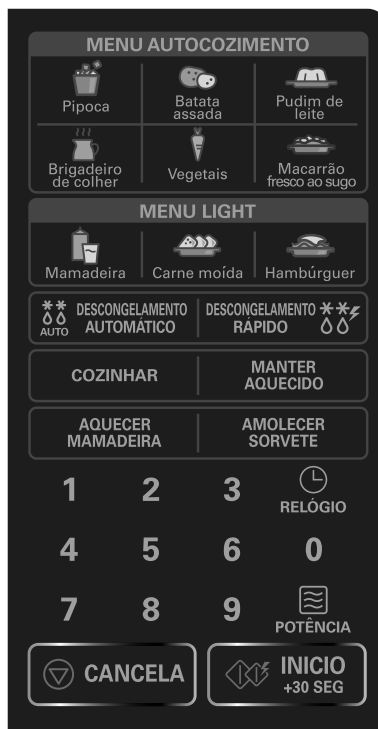 MENU AUTOCOZIMENTO
Pipoca
Batata
assada
Pudim de
leite
Brigadeiro
de colher
Vegetais
Macarrão
fresco ao sugo
MENU LIGHT
Mamadeira
Carne moída
Hambúrguer
AUTO
DESCONGELAMENTO
AUTOMÁTICO
DESCONGELAMENTO
RÁPIDO
COZINHAR
MANTER
AQUECIDO
AQUECER
MAMADEIRA
AMOLECER
SORVETE
1 2 3
RELÓGIO
4 5 6 0
7 8 9
POTÊNCIA
CANCELA
INICIO
+30 SEG